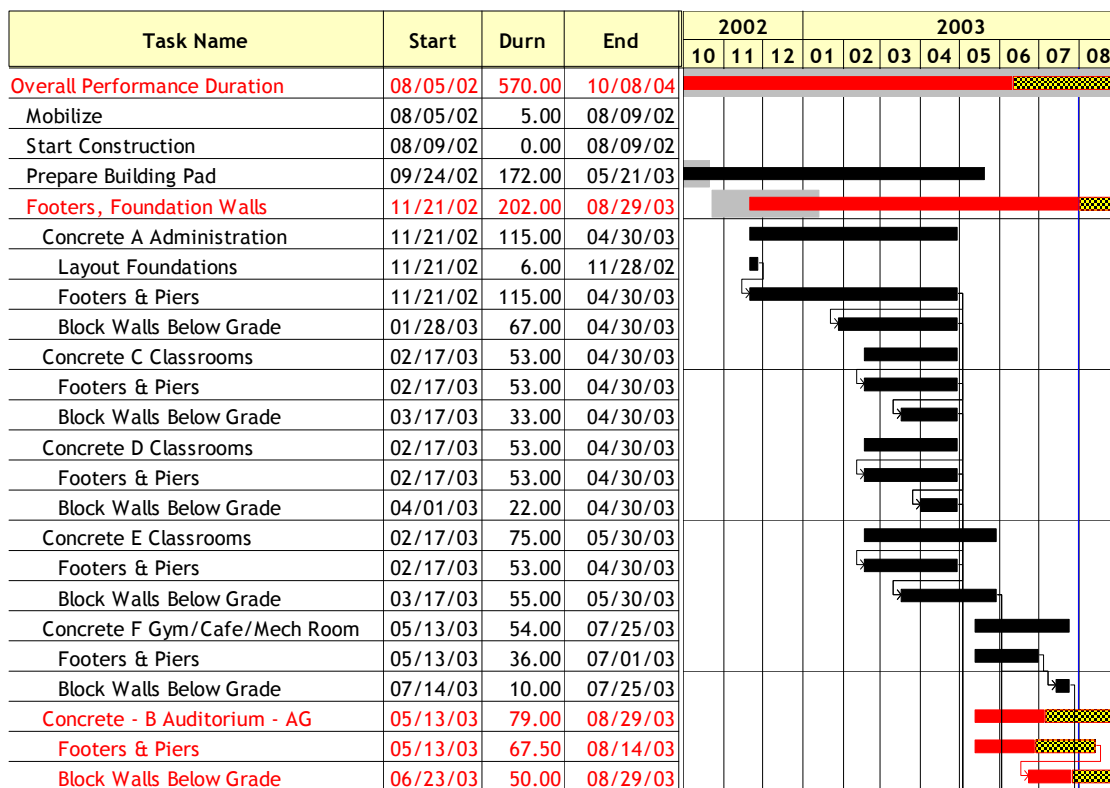 Task Name Start Durn End 2002 2003
10 11 12 01 02 03 04 05 06 07 08
Overall Performance Duration 08/05/02 570.00 10/08/04
Mobilize 08/05/02 5.00 08/09/02
Start Construction 08/09/02 0.00 08/09/02
Prepare Building Pad 09/24/02 172.00 05/21/03
Footers, Foundation Walls 11/21/02 202.00 08/29/03
Concrete A Administration 11/21/02 115.00 04/30/03
Layout Foundations 11/21/02 6.00 11/28/02
Footers & Piers 11/21/02 115.00 04/30/03
Block Walls Below Grade 01/28/03 67.00 04/30/03
Concrete C Classrooms 02/17/03 53.00 04/30/03
Footers & Piers 02/17/03 53.00 04/30/03
Block Walls Below Grade 03/17/03 33.00 04/30/03
Concrete D Classrooms 02/17/03 53.00 04/30/03
Footers & Piers 02/17/03 53.00 04/30/03
Block Walls Below Grade 04/01/03 22.00 04/30/03
Concrete E Classrooms 02/17/03 75.00 05/30/03
Footers & Piers 02/17/03 53.00 04/30/03
Block Walls Below Grade 03/17/03 55.00 05/30/03
Concrete F Gym/Cafe/Mech Room 05/13/03 54.00 07/25/03
Footers & Piers 05/13/03 36.00 07/01/03
Block Walls Below Grade 07/14/03 10.00 07/25/03
Concrete - B Auditorium - AG 05/13/03 79.00 08/29/03
Footers & Piers 05/13/03 67.50 08/14/03
Block Walls Below Grade 06/23/03 50.00 08/29/03